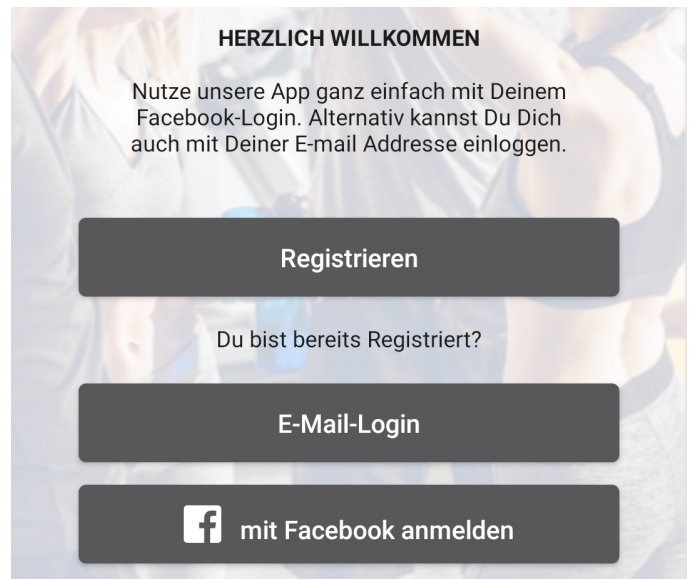 HERZLICH WILLKOMMEN
Nutze unsere App ganz einfach mit Deinem
Facebook-Login. Alternativ kannst Du Dich
auch mit Deiner E-mail Addresse einloggen.
Registrieren
Du bist bereits Registriert?
E-Mail-Login
mit Facebook anmelden